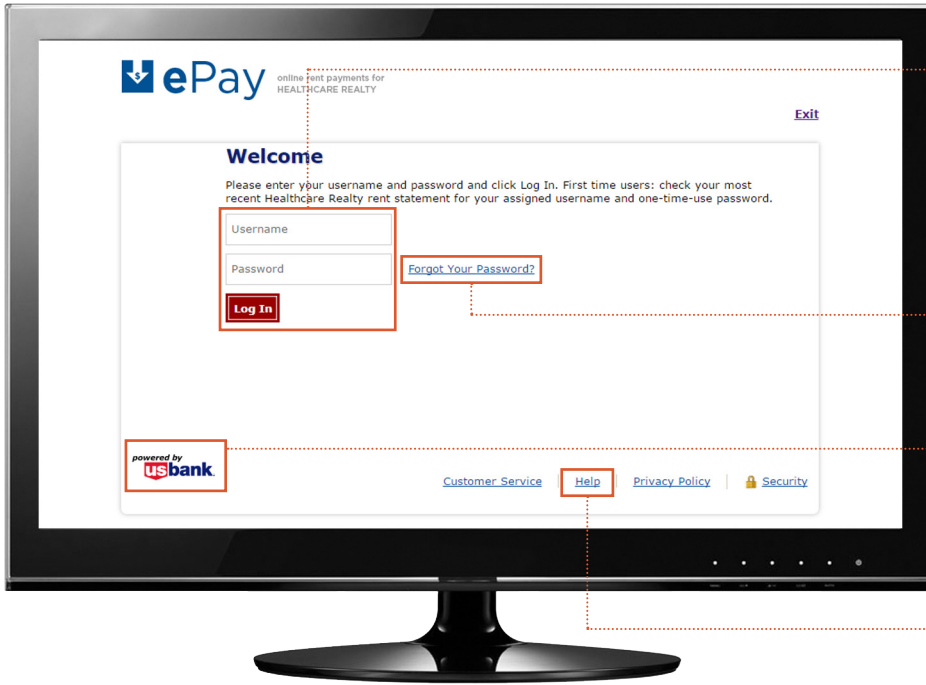 ePay online rent payments for
HEALTHCARE REALTY
Exit
Welcome
Please enter your username and password and click Log In. First time users: check your most
recent Healthcare Realty rent statement for your assigned username and one-time-use password.
Username
Password
Forgot Your Password?
Log In
powered by
usbank.
Customer Service
Help
Privacy Policy
Security